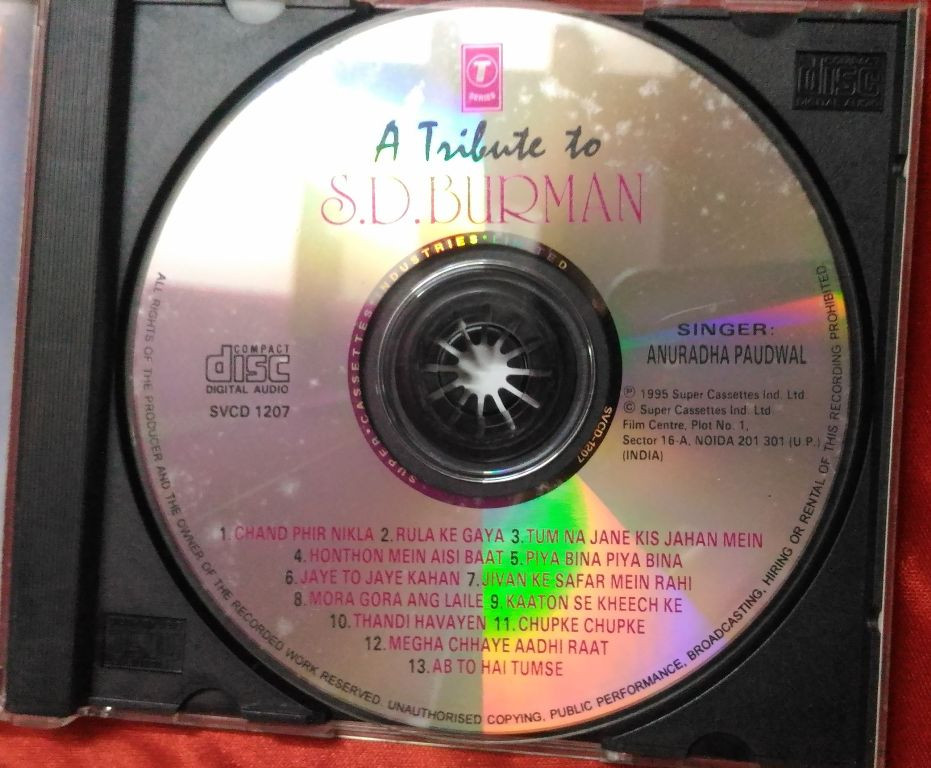 T
SERIES
A Tribute to
S.D.BURMAN
SUPER•CASSETTES INDUSTRIES•LIMITED
SVCD-1207
COMPACT
disc
DIGITAL AUDIO
SVCD 1207
SINGER:
ANURADHA PAUDWAL
℗ 1995 Super Cassettes Ind. Ltd.
© Super Cassettes Ind. Ltd
Film Centre, Plot No. 1,
Sector 16-A, NOIDA 201 301 (U P.)
(INDIA)
1.CHAND PHIR NIKLA 2.RULA KE GAYA 3.TUM NA JANE KIS JAHAN MEIN
4.HONTHON MEIN AISI BAAT 5.PIYA BINA PIYA BINA
6.JAYE TO JAYE KAHAN 7.JIVAN KE SAFAR MEIN RAHI
8.MORA GORA ANG LAILE 9.KAATON SE KHEECH KE
10.THANDI HAVAYEN 11.CHUPKE CHUPKE
12.MEGHA CHHAYE AADHI RAAT
13.AB TO HAI TUMSE
ALL RIGHTS OF THE PRODUCER AND THE OWNER OF THE RECORDED WORK RESERVED. UNAUTHORISED COPYING, PUBLIC PERFORMANCE, BROADCASTING, HIRING OR RENTAL OF THIS RECORDING PROHIBITED.
COMPACT
disc
DIGITAL AUDIO